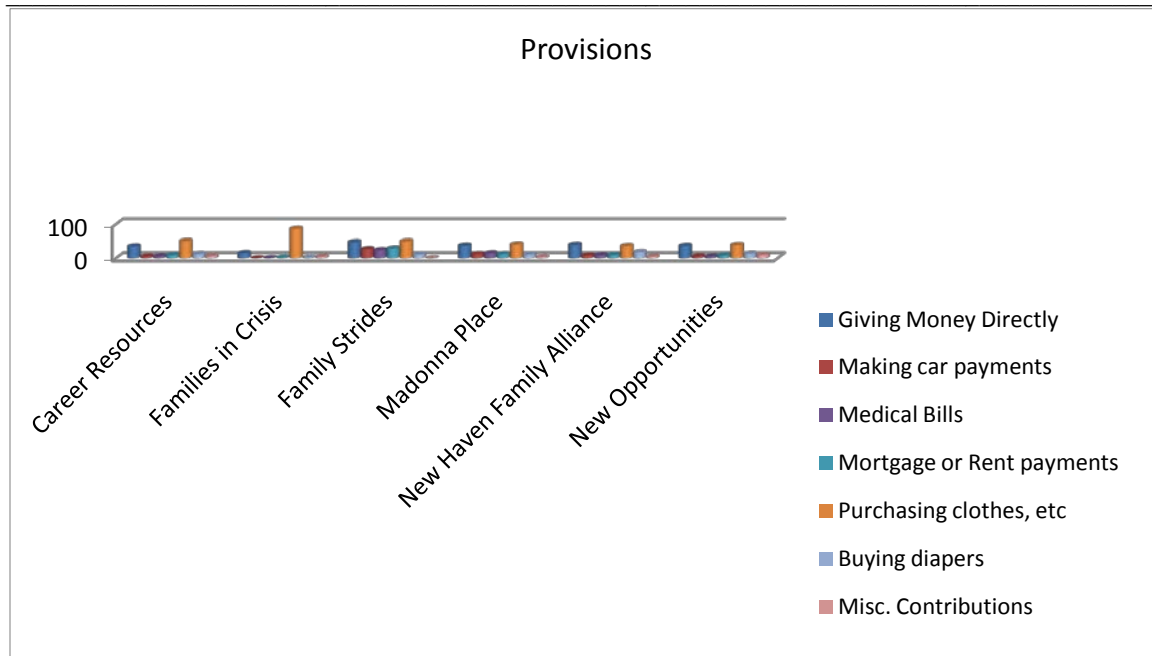 Provisions
100
0
Career Resources
Families in Crisis
Family Strides
Madonna Place
New Haven Family Alliance
New Opportunities
Giving Money Directly
Making car payments
Medical Bills
Mortgage or Rent payments
Purchasing clothes, etc
Buying diapers
Misc. Contributions